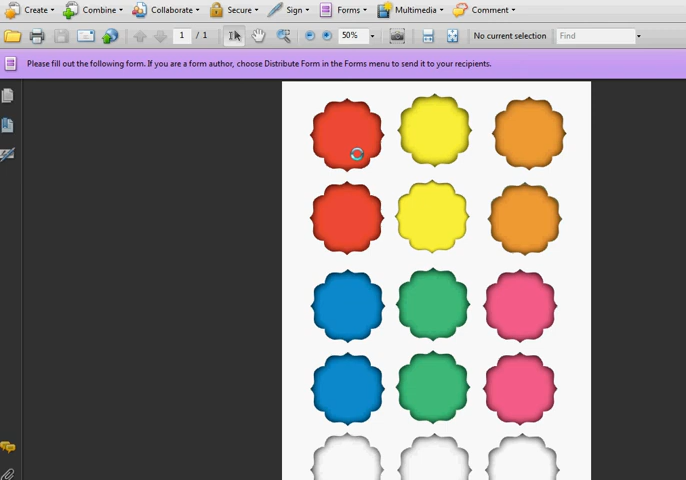 Create Combine Collaborate Secure Sign Forms Multimedia Comment
1 / 1 50% No current selection Find
Please fill out the following form. If you are a form author, choose Distribute Form in the Forms menu to send it to your recipients.